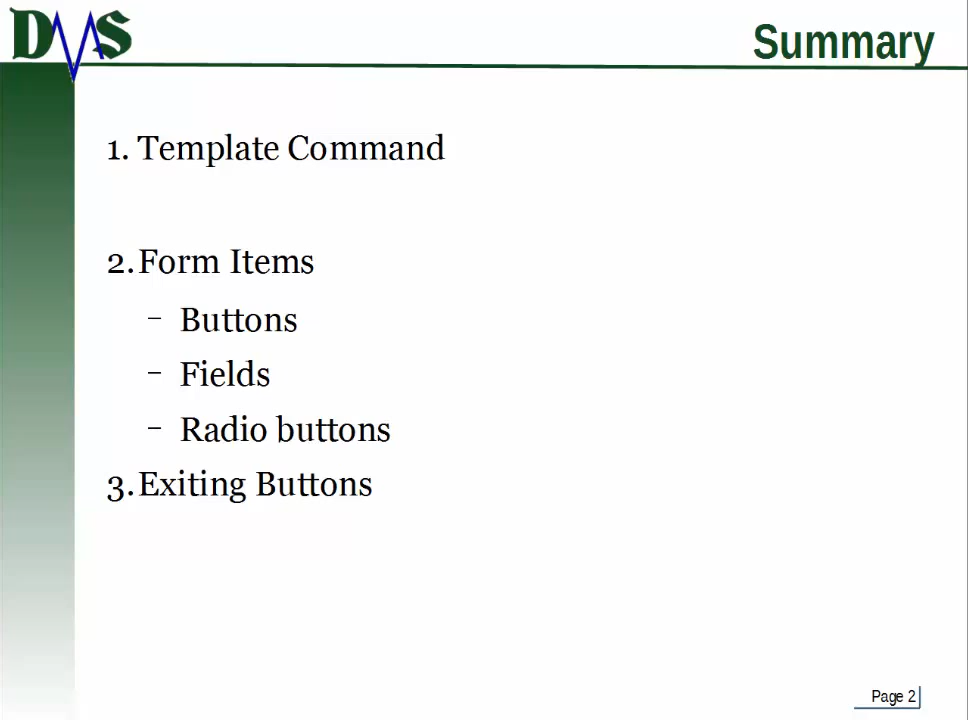 DMS
Summary
1. Template Command
2. Form Items
– Buttons
– Fields
– Radio buttons
3. Exiting Buttons
Page 2